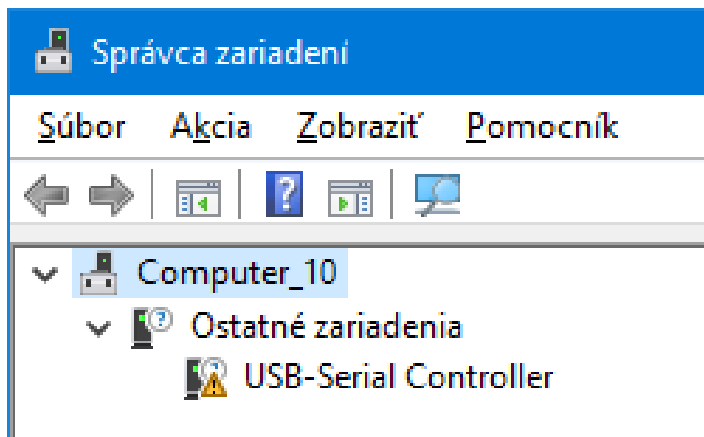 Správca zariadení
Súbor Akcia Zobraziť Pomocník
Computer_10
Ostatné zariadenia
USB-Serial Controller